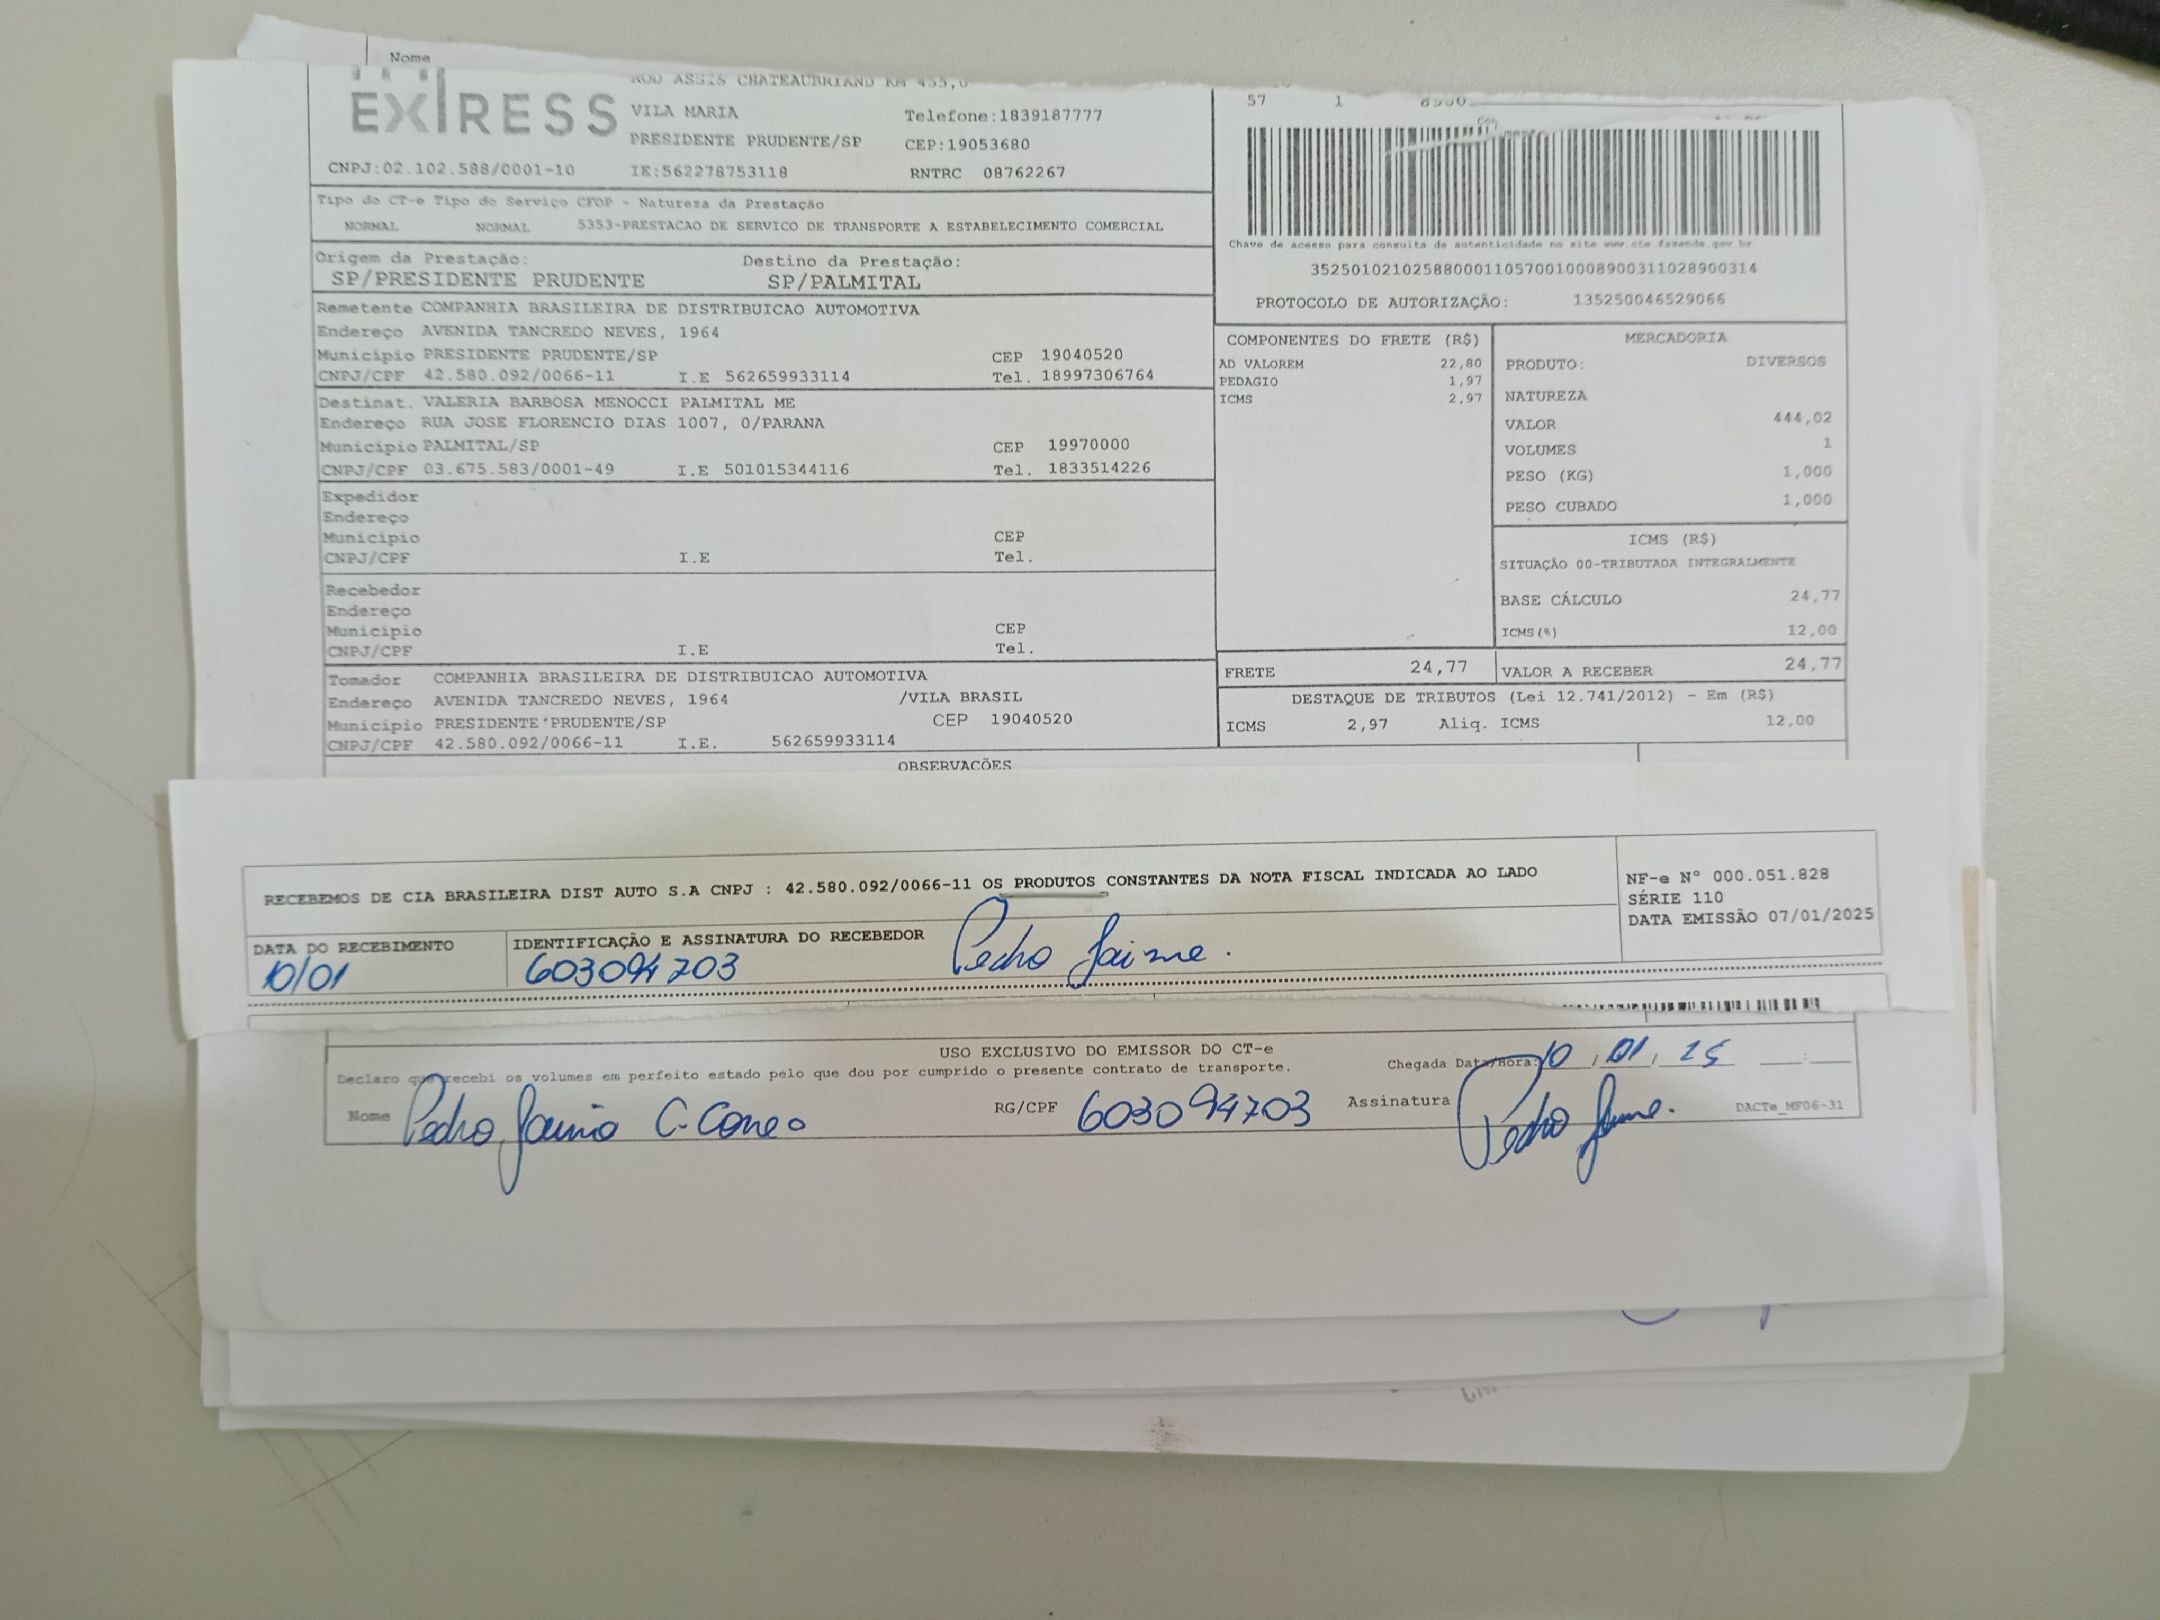 Nome
ROD ASSIS CHATEAUBRIAND KM 455,0
EXPRESS
VILA MARIA
Telefone:1839187777
PRESIDENTE PRUDENTE/SP
CEP:19053680
CNPJ:02.102.588/0001-10
IE:562278753118
RNTRC 08762267
57 1
Tipo do CT-e Tipo do Serviço CFOP - Natureza da Prestação
NORMAL NORMAL 5353-PRESTACAO DE SERVICO DE TRANSPORTE A ESTABELECIMENTO COMERCIAL
Chave de acesso para consulta de autenticidade no site www.cte.fazenda.gov.br
35250102102588000110570010008900311028900314
PROTOCOLO DE AUTORIZAÇÃO: 135250046529066
Origem da Prestação: Destino da Prestação:
SP/PRESIDENTE PRUDENTE SP/PALMITAL
Remetente COMPANHIA BRASILEIRA DE DISTRIBUICAO AUTOMOTIVA
Endereço AVENIDA TANCREDO NEVES, 1964
Município PRESIDENTE PRUDENTE/SP CEP 19040520
CNPJ/CPF 42.580.092/0066-11 I.E 562659933114 Tel. 18997306764
Destinat. VALERIA BARBOSA MENOCCI PALMITAL ME
Endereço RUA JOSE FLORENCIO DIAS 1007, 0/PARANA
Município PALMITAL/SP CEP 19970000
CNPJ/CPF 03.675.583/0001-49 I.E 501015344116 Tel. 1833514226
Expedidor
Endereço
Município CEP
CNPJ/CPF I.E Tel.
Recebedor
Endereço
Município CEP
CNPJ/CPF I.E Tel.
Tomador COMPANHIA BRASILEIRA DE DISTRIBUICAO AUTOMOTIVA
Endereço AVENIDA TANCREDO NEVES, 1964 /VILA BRASIL
Município PRESIDENTE PRUDENTE/SP CEP 19040520
CNPJ/CPF 42.580.092/0066-11 I.E. 562659933114
COMPONENTES DO FRETE (R$)
AD VALOREM 22,80
PEDAGIO 1,97
ICMS 2,97
MERCADORIA
PRODUTO: DIVERSOS
NATUREZA
VALOR 444,02
VOLUMES 1
PESO (KG) 1,000
PESO CUBADO 1,000
ICMS (R$)
SITUAÇÃO 00-TRIBUTADA INTEGRALMENTE
BASE CÁLCULO 24,77
ICMS(%) 12,00
FRETE 24,77 VALOR A RECEBER 24,77
DESTAQUE DE TRIBUTOS (Lei 12.741/2012) - Em (R$)
ICMS 2,97 Aliq. ICMS 12,00
OBSERVAÇÕES
RECEBEMOS DE CIA BRASILEIRA DIST AUTO S.A CNPJ : 42.580.092/0066-11 OS PRODUTOS CONSTANTES DA NOTA FISCAL INDICADA AO LADO
NF-e Nº 000.051.828
SÉRIE 110
DATA EMISSÃO 07/01/2025
DATA DO RECEBIMENTO IDENTIFICAÇÃO E ASSINATURA DO RECEBEDOR
10/01 603094703 Pedro Jaime.
USO EXCLUSIVO DO EMISSOR DO CT-e
Declaro que recebi os volumes em perfeito estado pelo que dou por cumprido o presente contrato de transporte.
Chegada Data/Hora: 10/01/25 __:__
Nome Pedro C. RG/CPF 603094703 Assinatura Pedro Jaime.
DACTe_MF06-31